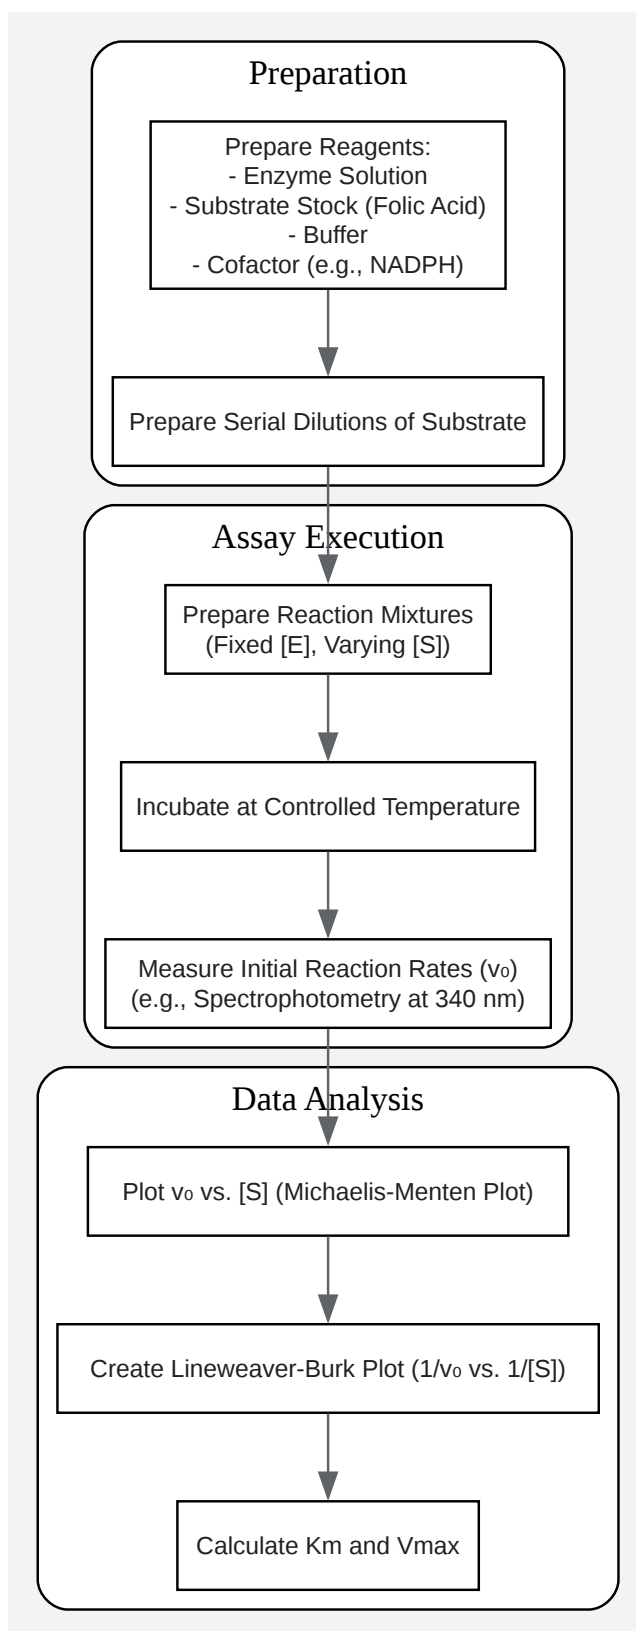 Preparation
Prepare Reagents:
- Enzyme Solution
- Substrate Stock (Folic Acid)
- Buffer
- Cofactor (e.g., NADPH)
Prepare Serial Dilutions of Substrate
Assay Execution
Prepare Reaction Mixtures
(Fixed [E], Varying [S])
Incubate at Controlled Temperature
Measure Initial Reaction Rates (v₀)
(e.g., Spectrophotometry at 340 nm)
Data Analysis
Plot v₀ vs. [S] (Michaelis-Menten Plot)
Create Lineweaver-Burk Plot (1/v₀ vs. 1/[S])
Calculate Km and Vmax